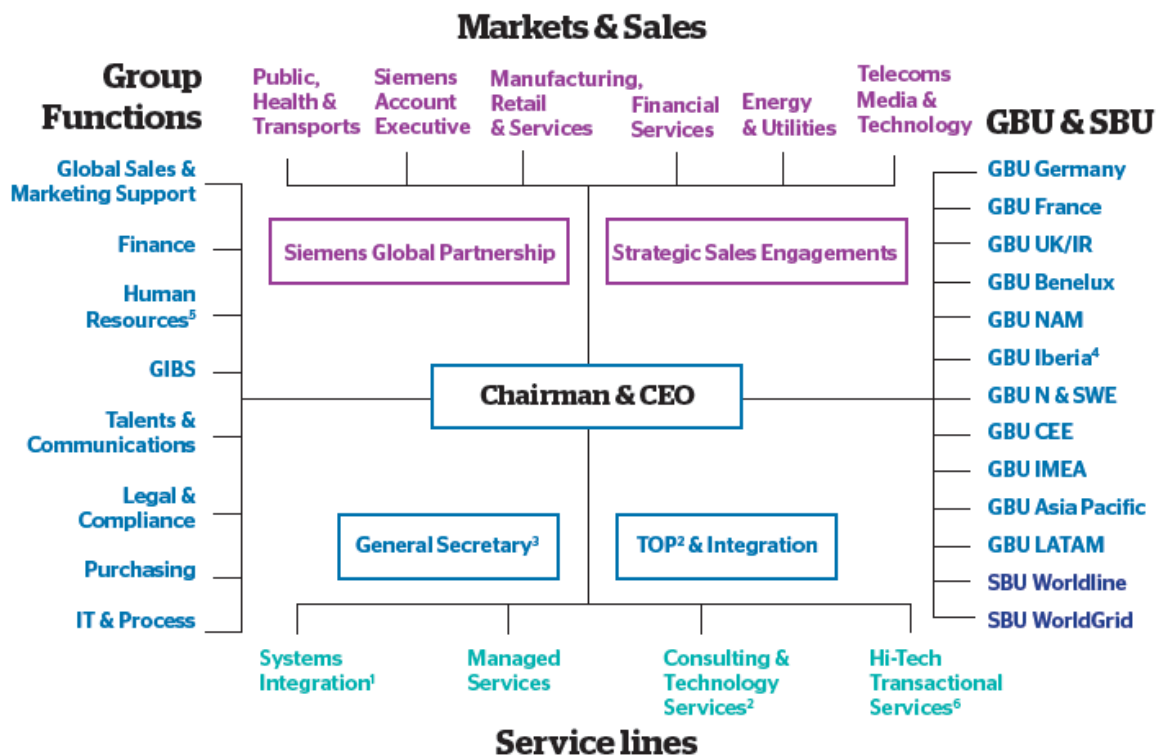 Markets & Sales
Group
Functions
Public,
Health &
Transports
Siemens
Account
Executive
Manufacturing,
Retail
& Services
Financial
Services
Energy
& Utilities
Telecoms
Media &
Technology
GBU & SBU
Global Sales &
Marketing Support
Finance
Human
Resources⁵
GIBS
Talents &
Communications
Legal &
Compliance
Purchasing
IT & Process
Siemens Global Partnership
Strategic Sales Engagements
Chairman & CEO
General Secretary³
TOP² & Integration
GBU Germany
GBU France
GBU UK/IR
GBU Benelux
GBU NAM
GBU Iberia⁴
GBU N & SWE
GBU CEE
GBU IMEA
GBU Asia Pacific
GBU LATAM
SBU Worldline
SBU WorldGrid
Systems
Integration¹
Managed
Services
Consulting &
Technology
Services²
Hi-Tech
Transactional
Services⁶
Service lines